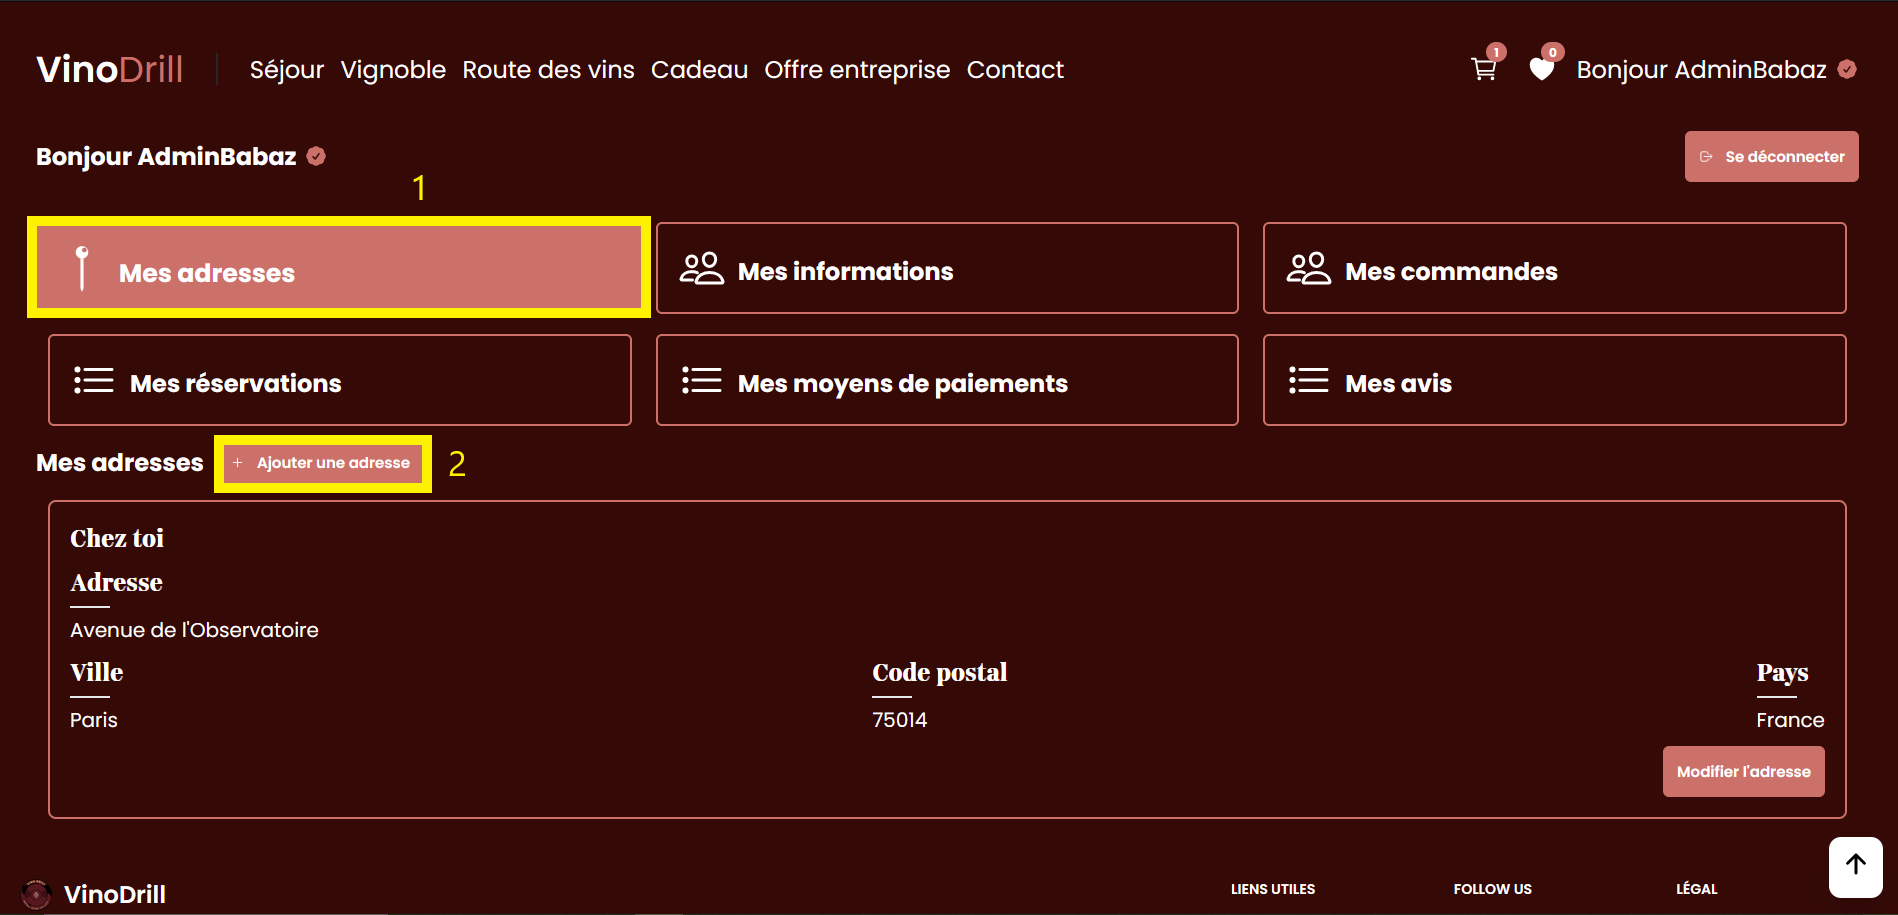 VinoDrill Séjour Vignoble Route des vins Cadeau Offre entreprise Contact 1 0 Bonjour AdminBabaz
Bonjour AdminBabaz Se déconnecter
1
Mes adresses Mes informations Mes commandes
Mes réservations Mes moyens de paiements Mes avis
Mes adresses + Ajouter une adresse 2
Chez toi
Adresse
Avenue de l'Observatoire
Ville Code postal Pays
Paris 75014 France
Modifier l'adresse
VinoDrill LIENS UTILES FOLLOW US LÉGAL